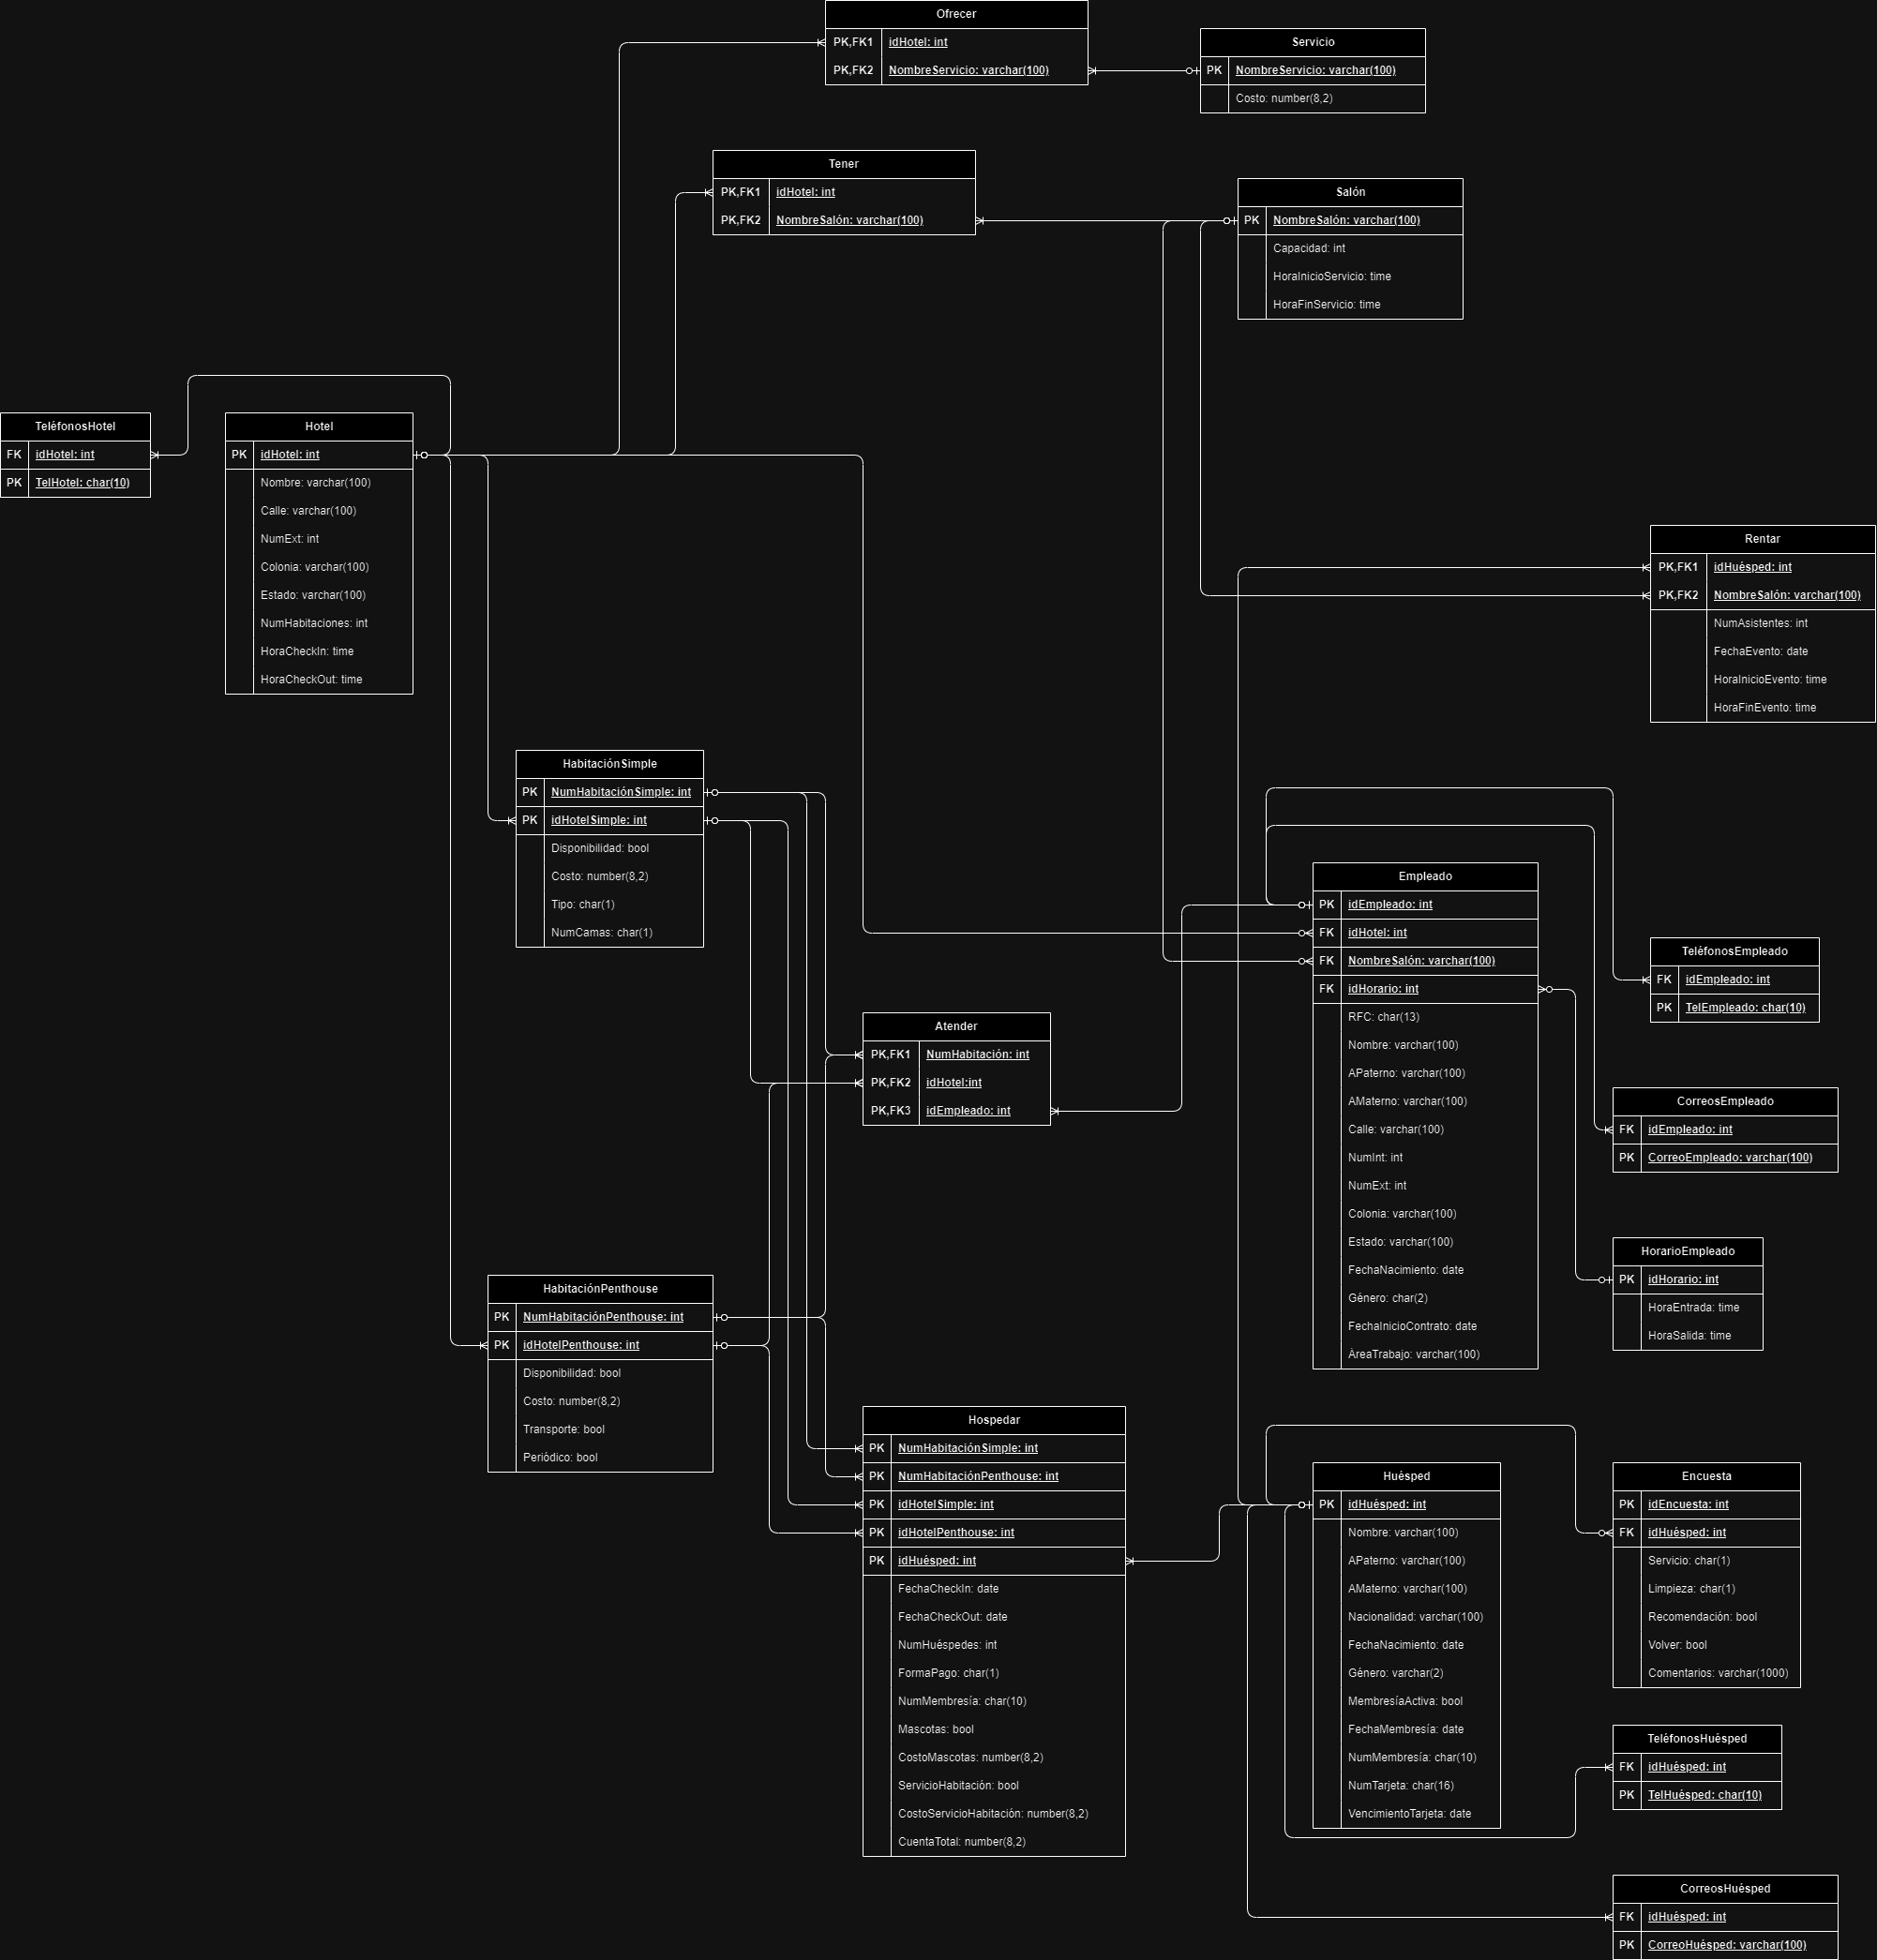 Ofrecer
PK,FK1 idHotel: int
PK,FK2 NombreServicio: varchar(100)
Servicio
PK NombreServicio: varchar(100)
Costo: number(8,2)
Tener
PK,FK1 idHotel: int
PK,FK2 NombreSalón: varchar(100)
Salón
PK NombreSalón: varchar(100)
Capacidad: int
HoraInicioServicio: time
HoraFinServicio: time
TeléfonosHotel
FK idHotel: int
PK TelHotel: char(10)
Hotel
PK idHotel: int
Nombre: varchar(100)
Calle: varchar(100)
NumExt: int
Colonia: varchar(100)
Estado: varchar(100)
NumHabitaciones: int
HoraCheckIn: time
HoraCheckOut: time
Rentar
PK,FK1 idHuésped: int
PK,FK2 NombreSalón: varchar(100)
NumAsistentes: int
FechaEvento: date
HoraInicioEvento: time
HoraFinEvento: time
HabitaciónSimple
PK NumHabitaciónSimple: int
PK idHotelSimple: int
Disponibilidad: bool
Costo: number(8,2)
Tipo: char(1)
NumCamas: char(1)
Empleado
PK idEmpleado: int
FK idHotel: int
FK NombreSalón: varchar(100)
FK idHorario: int
RFC: char(13)
Nombre: varchar(100)
APaterno: varchar(100)
AMaterno: varchar(100)
Calle: varchar(100)
NumInt: int
NumExt: int
Colonia: varchar(100)
Estado: varchar(100)
FechaNacimiento: date
Género: char(2)
FechaInicioContrato: date
ÁreaTrabajo: varchar(100)
TeléfonosEmpleado
FK idEmpleado: int
PK TelEmpleado: char(10)
Atender
PK,FK1 NumHabitación: int
PK,FK2 idHotel:int
PK,FK3 idEmpleado: int
CorreosEmpleado
FK idEmpleado: int
PK CorreoEmpleado: varchar(100)
HorarioEmpleado
PK idHorario: int
HoraEntrada: time
HoraSalida: time
HabitaciónPenthouse
PK NumHabitaciónPenthouse: int
PK idHotelPenthouse: int
Disponibilidad: bool
Costo: number(8,2)
Transporte: bool
Periódico: bool
Hospedar
PK NumHabitaciónSimple: int
PK NumHabitaciónPenthouse: int
PK idHotelSimple: int
PK idHotelPenthouse: int
PK idHuésped: int
FechaCheckIn: date
FechaCheckOut: date
NumHuéspedes: int
FormaPago: char(1)
NumMembresía: char(10)
Mascotas: bool
CostoMascotas: number(8,2)
ServicioHabitación: bool
CostoServicioHabitación: number(8,2)
CuentaTotal: number(8,2)
Huésped
PK idHuésped: int
Nombre: varchar(100)
APaterno: varchar(100)
AMaterno: varchar(100)
Nacionalidad: varchar(100)
FechaNacimiento: date
Género: varchar(2)
MembresíaActiva: bool
FechaMembresía: date
NumMembresía: char(10)
NumTarjeta: char(16)
VencimientoTarjeta: date
Encuesta
PK idEncuesta: int
FK idHuésped: int
Servicio: char(1)
Limpieza: char(1)
Recomendación: bool
Volver: bool
Comentarios: varchar(1000)
TeléfonosHuésped
FK idHuésped: int
PK TelHuésped: char(10)
CorreosHuésped
FK idHuésped: int
PK CorreoHuésped: varchar(100)